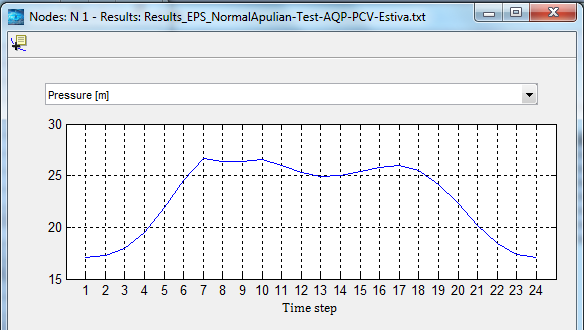 Nodes: N 1 - Results: Results_EPS_NormalApulian-Test-AQP-PCV-Estiva.txt
Pressure [m]
30
25
20
15
1 2 3 4 5 6 7 8 9 10 11 12 13 14 15 16 17 18 19 20 21 22 23 24
Time step